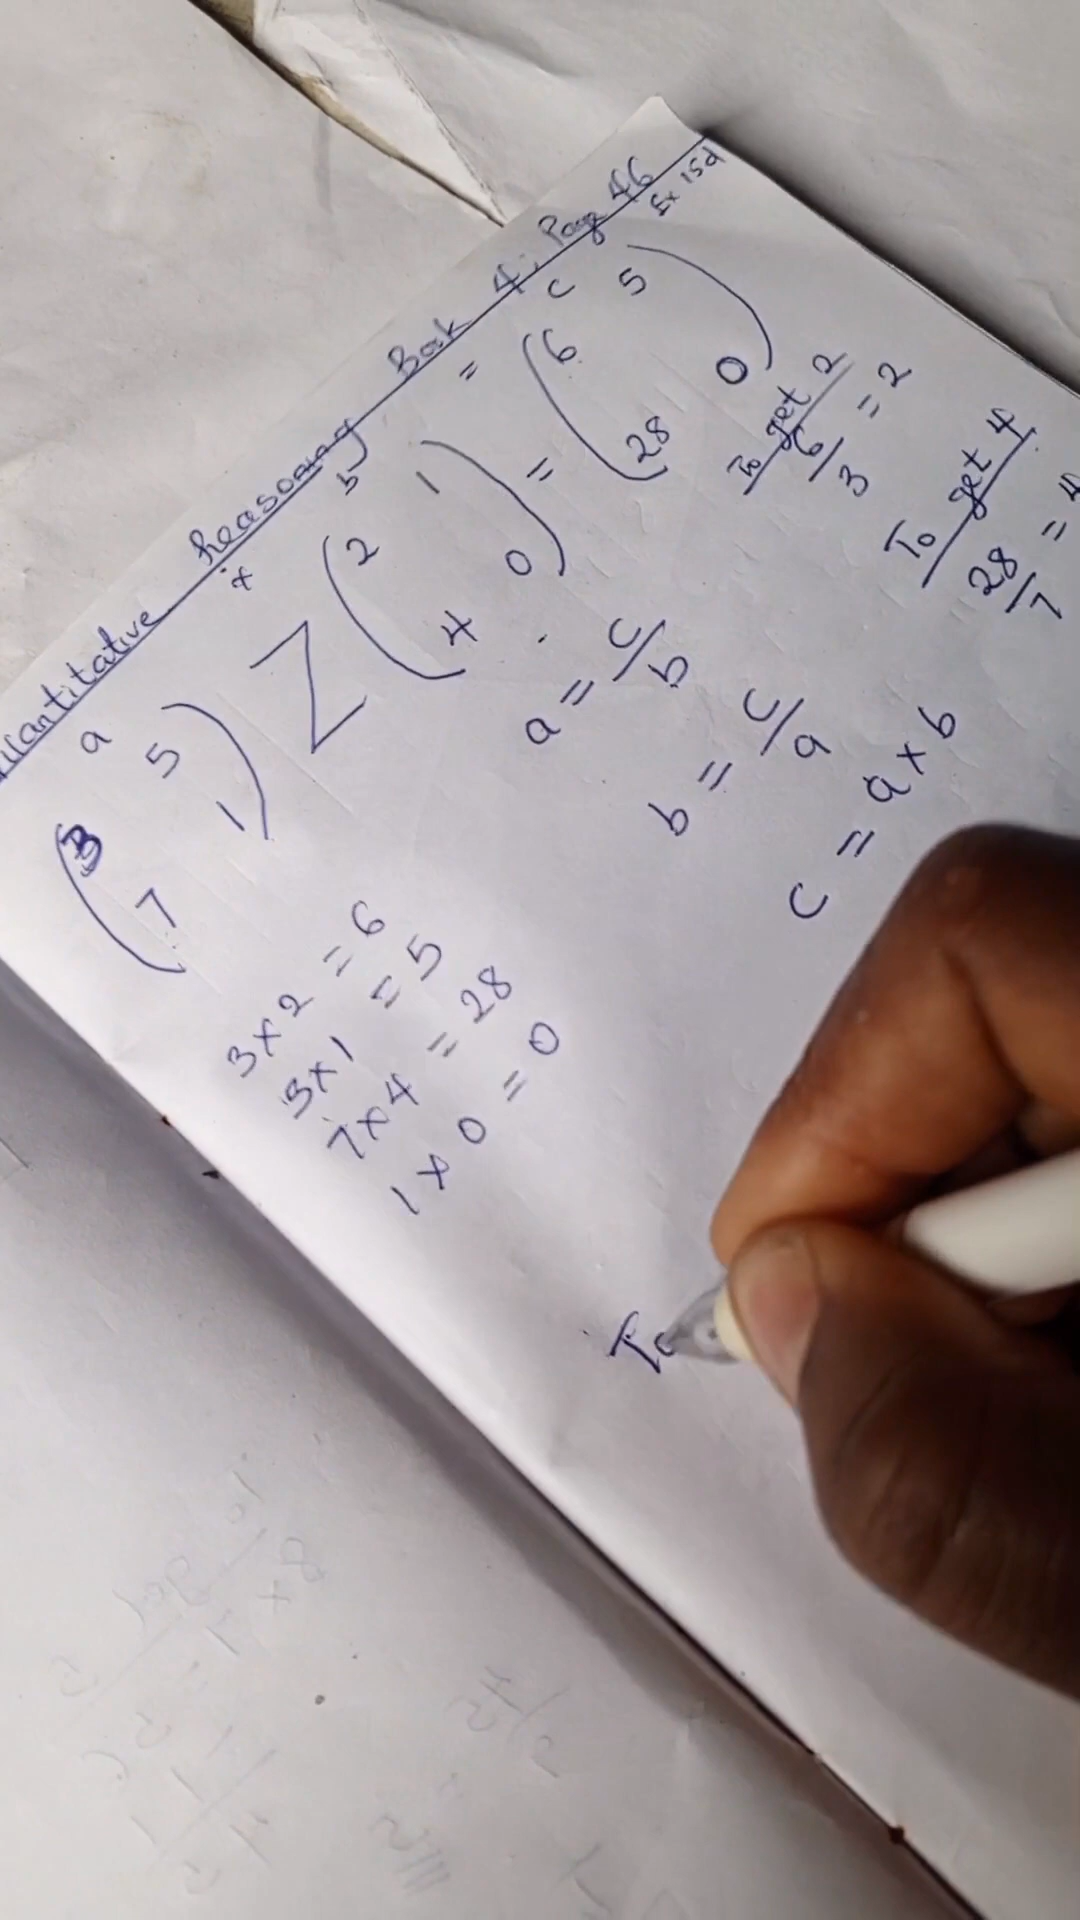 Quantitative Reasoning Book 4; Page 46
Ex 15d
a × b = c
(3 5) Z (2 1) = (6 5)
(7 1) (4 0) (28 0)
3 × 2 = 6
5 × 1 = 5
7 × 4 = 28
1 × 0 = 0
a = c/b
b = c/a
c = a × b
To get 2
6/3 = 2
To get 4
28/7 = 4
To